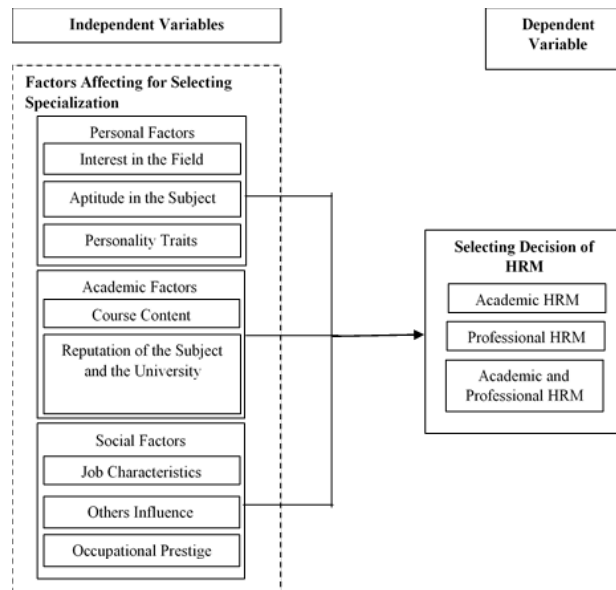 Independent Variables
Dependent
Variable
Factors Affecting for Selecting
Specialization
Personal Factors
Interest in the Field
Aptitude in the Subject
Personality Traits
Academic Factors
Course Content
Reputation of the Subject
and the University
Social Factors
Job Characteristics
Others Influence
Occupational Prestige
Selecting Decision of
HRM
Academic HRM
Professional HRM
Academic and
Professional HRM